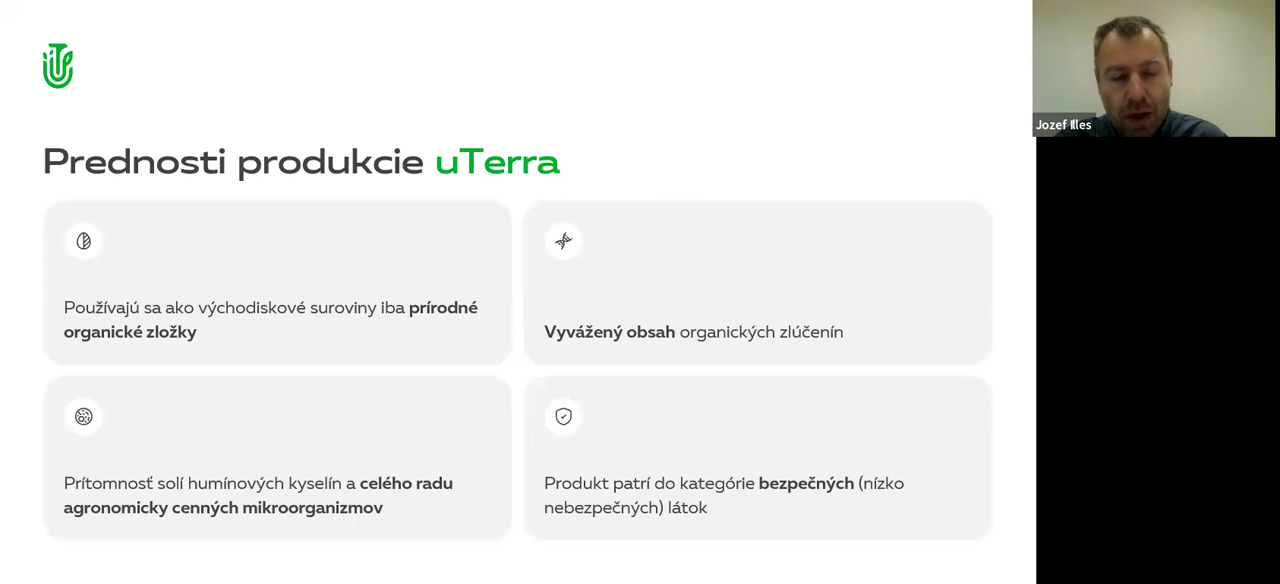 Prednosti produkcie uTerra
Používajú sa ako východiskové suroviny iba prírodné
organické zložky
Vyvážený obsah organických zlúčenín
Prítomnosť solí humínových kyselín a celého radu
agronomicky cenných mikroorganizmov
Produkt patrí do kategórie bezpečných (nízko
nebezpečných) látok
Jozef Illes